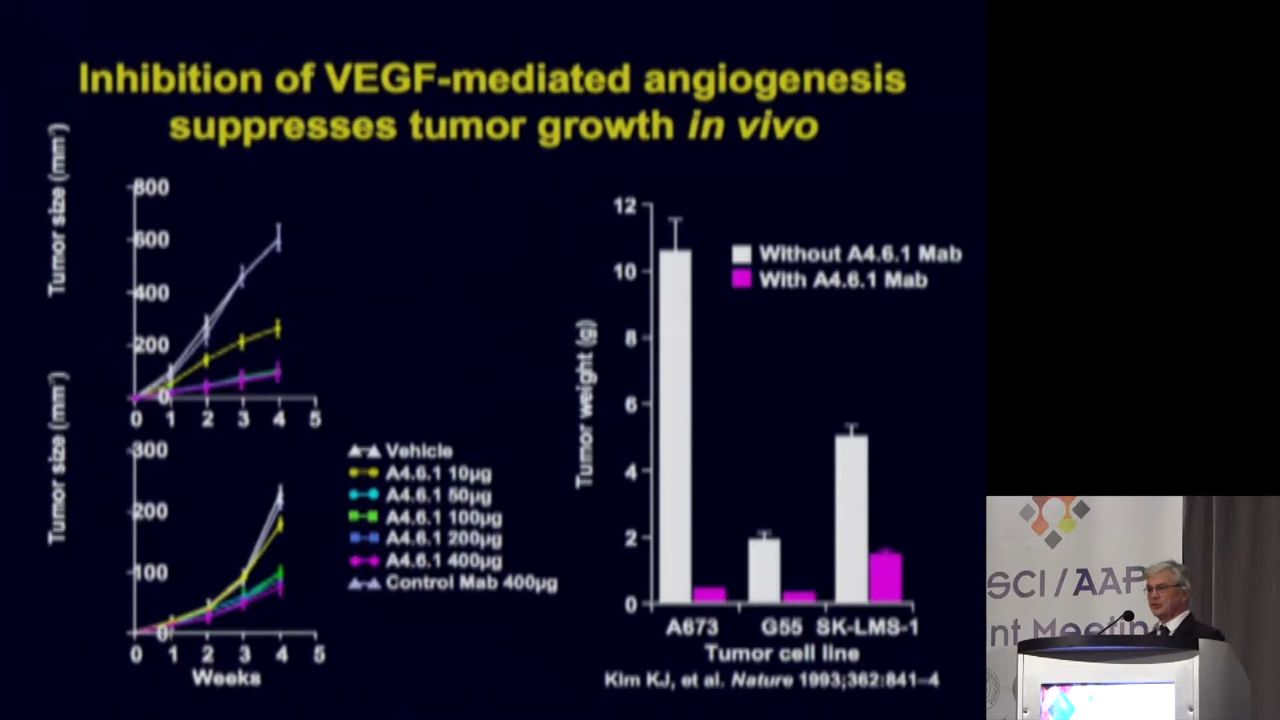 Inhibition of VEGF-mediated angiogenesis
suppresses tumor growth in vivo
Tumor size (mm³)
800
600
400
200
0
0 1 2 3 4 5
Tumor size (mm³)
300
200
100
0
0 1 2 3 4 5
Weeks
Vehicle
A4.6.1 10µg
A4.6.1 50µg
A4.6.1 100µg
A4.6.1 200µg
A4.6.1 400µg
Control Mab 400µg
Tumor weight (g)
12
10
8
6
4
2
0
Without A4.6.1 Mab
With A4.6.1 Mab
A673 G55 SK-LMS-1
Tumor cell line
Kim KJ, et al. Nature 1993;362:841–4
SCI/AAP
nt Meeting